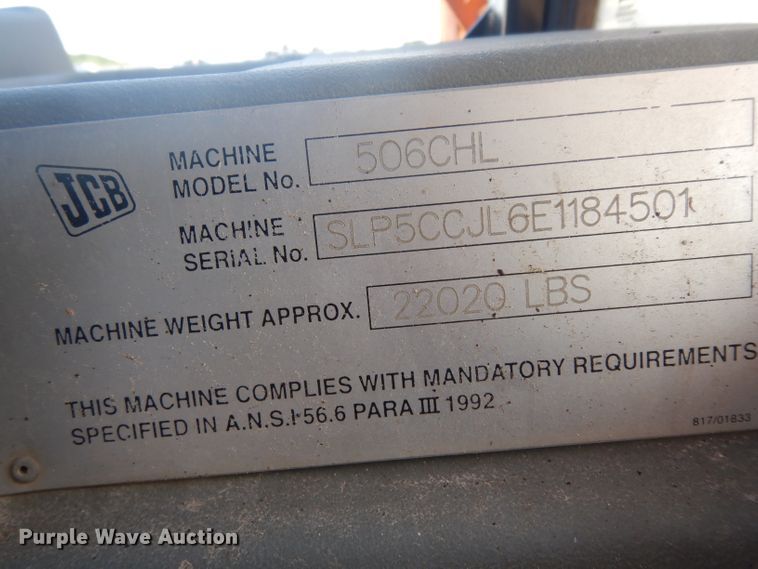 JCB
MACHINE
MODEL No. 506CHL
MACHINE
SERIAL No. SLP5CCJL6E1184501
MACHINE WEIGHT APPROX. 22020 LBS
THIS MACHINE COMPLIES WITH MANDATORY REQUIREMENTS
SPECIFIED IN A.N.S.I·56.6 PARA III 1992
817/01833
Purple Wave Auction